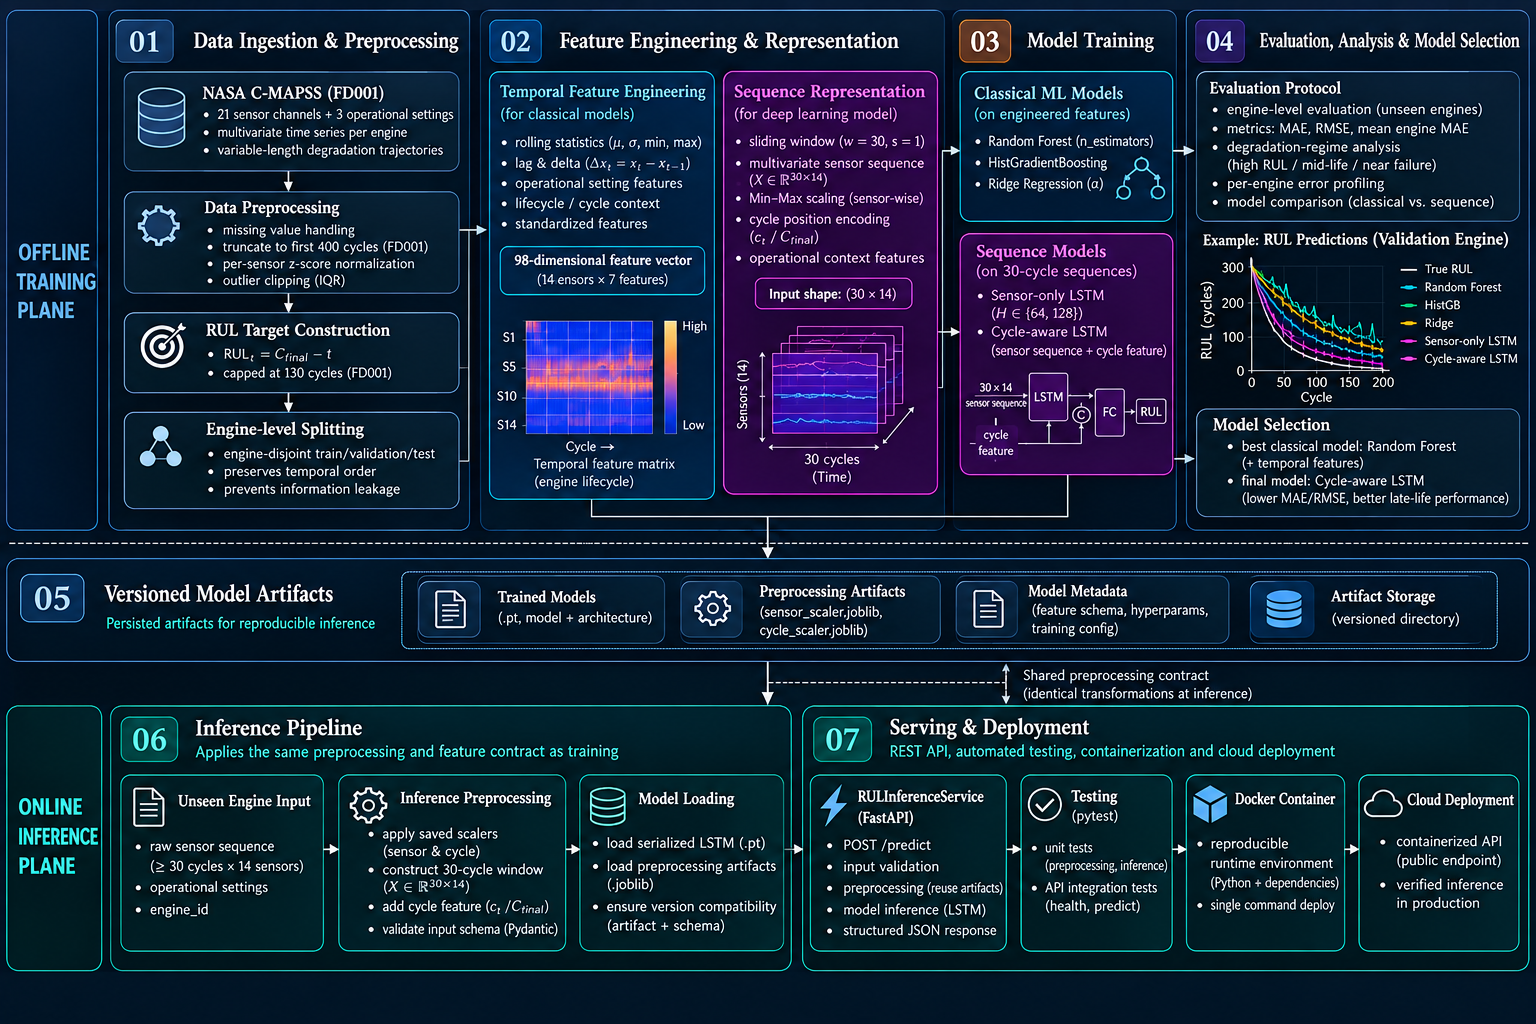 OFFLINE
TRAINING
PLANE
01
Data Ingestion & Preprocessing
NASA C-MAPSS (FD001)
• 21 sensor channels + 3 operational settings
• multivariate time series per engine
• variable-length degradation trajectories
Data Preprocessing
• missing value handling
• truncate to first 400 cycles (FD001)
• per-sensor z-score normalization
• outlier clipping (IQR)
RUL Target Construction
• RULₜ = C_final − t
• capped at 130 cycles (FD001)
Engine-level Splitting
• engine-disjoint train/validation/test
• preserves temporal order
• prevents information leakage
02
Feature Engineering & Representation
Temporal Feature Engineering
(for classical models)
• rolling statistics (μ, σ, min, max)
• lag & delta (Δxₜ = xₜ − xₜ₋₁)
• operational setting features
• lifecycle / cycle context
• standardized features
98-dimensional feature vector
(14 ensors × 7 features)
S1
S5
S10
S14
High
Low
Cycle →
Temporal feature matrix
(engine lifecycle)
Sequence Representation
(for deep learning model)
• sliding window (w = 30, s = 1)
• multivariate sensor sequence
(X ∈ ℝ³⁰ˣ¹⁴)
• Min–Max scaling (sensor-wise)
• cycle position encoding
(cₜ / C_final)
• operational context features
Input shape: (30 × 14)
Sensors (14)
30 cycles
(Time)
03
Model Training
Classical ML Models
(on engineered features)
• Random Forest (n_estimators)
• HistGradientBoosting
• Ridge Regression (α)
Sequence Models
(on 30-cycle sequences)
• Sensor-only LSTM
(H ∈ {64, 128})
• Cycle-aware LSTM
(sensor sequence + cycle feature)
30 × 14
sensor sequence
LSTM
C
FC
RUL
cycle
feature
04
Evaluation, Analysis & Model Selection
Evaluation Protocol
• engine-level evaluation (unseen engines)
• metrics: MAE, RMSE, mean engine MAE
• degradation-regime analysis
(high RUL / mid-life / near failure)
• per-engine error profiling
• model comparison (classical vs. sequence)
Example: RUL Predictions (Validation Engine)
RUL (cycles)
300
200
100
0
0
50
100
150
200
Cycle
True RUL
Random Forest
HistGB
Ridge
Sensor-only LSTM
Cycle-aware LSTM
Model Selection
• best classical model: Random Forest
(+ temporal features)
• final model: Cycle-aware LSTM
(lower MAE/RMSE, better late-life performance)
05
Versioned Model Artifacts
Persisted artifacts for reproducible inference
Trained Models
(.pt, model + architecture)
Preprocessing Artifacts
(sensor_scaler.joblib,
cycle_scaler.joblib)
Model Metadata
(feature schema, hyperparams,
training config)
Artifact Storage
(versioned directory)
Shared preprocessing contract
(identical transformations at inference)
ONLINE
INFERENCE
PLANE
06
Inference Pipeline
Applies the same preprocessing and feature contract as training
Unseen Engine Input
• raw sensor sequence
(≥ 30 cycles × 14 sensors)
• operational settings
• engine_id
Inference Preprocessing
• apply saved scalers
(sensor & cycle)
• construct 30-cycle window
(X ∈ ℝ³⁰ˣ¹⁴)
• add cycle feature (cₜ /C_final)
• validate input schema (Pydantic)
Model Loading
• load serialized LSTM (.pt)
• load preprocessing artifacts
(.joblib)
• ensure version compatibility
(artifact + schema)
07
Serving & Deployment
REST API, automated testing, containerization and cloud deployment
RULInferenceService
(FastAPI)
• POST /predict
• input validation
• preprocessing (reuse artifacts)
• model inference (LSTM)
• structured JSON response
Testing
(pytest)
• unit tests
(preprocessing, inference)
• API integration tests
(health, predict)
Docker Container
• reproducible
runtime environment
(Python + dependencies)
• single command deploy
Cloud Deployment
• containerized API
(public endpoint)
• verified inference
in production